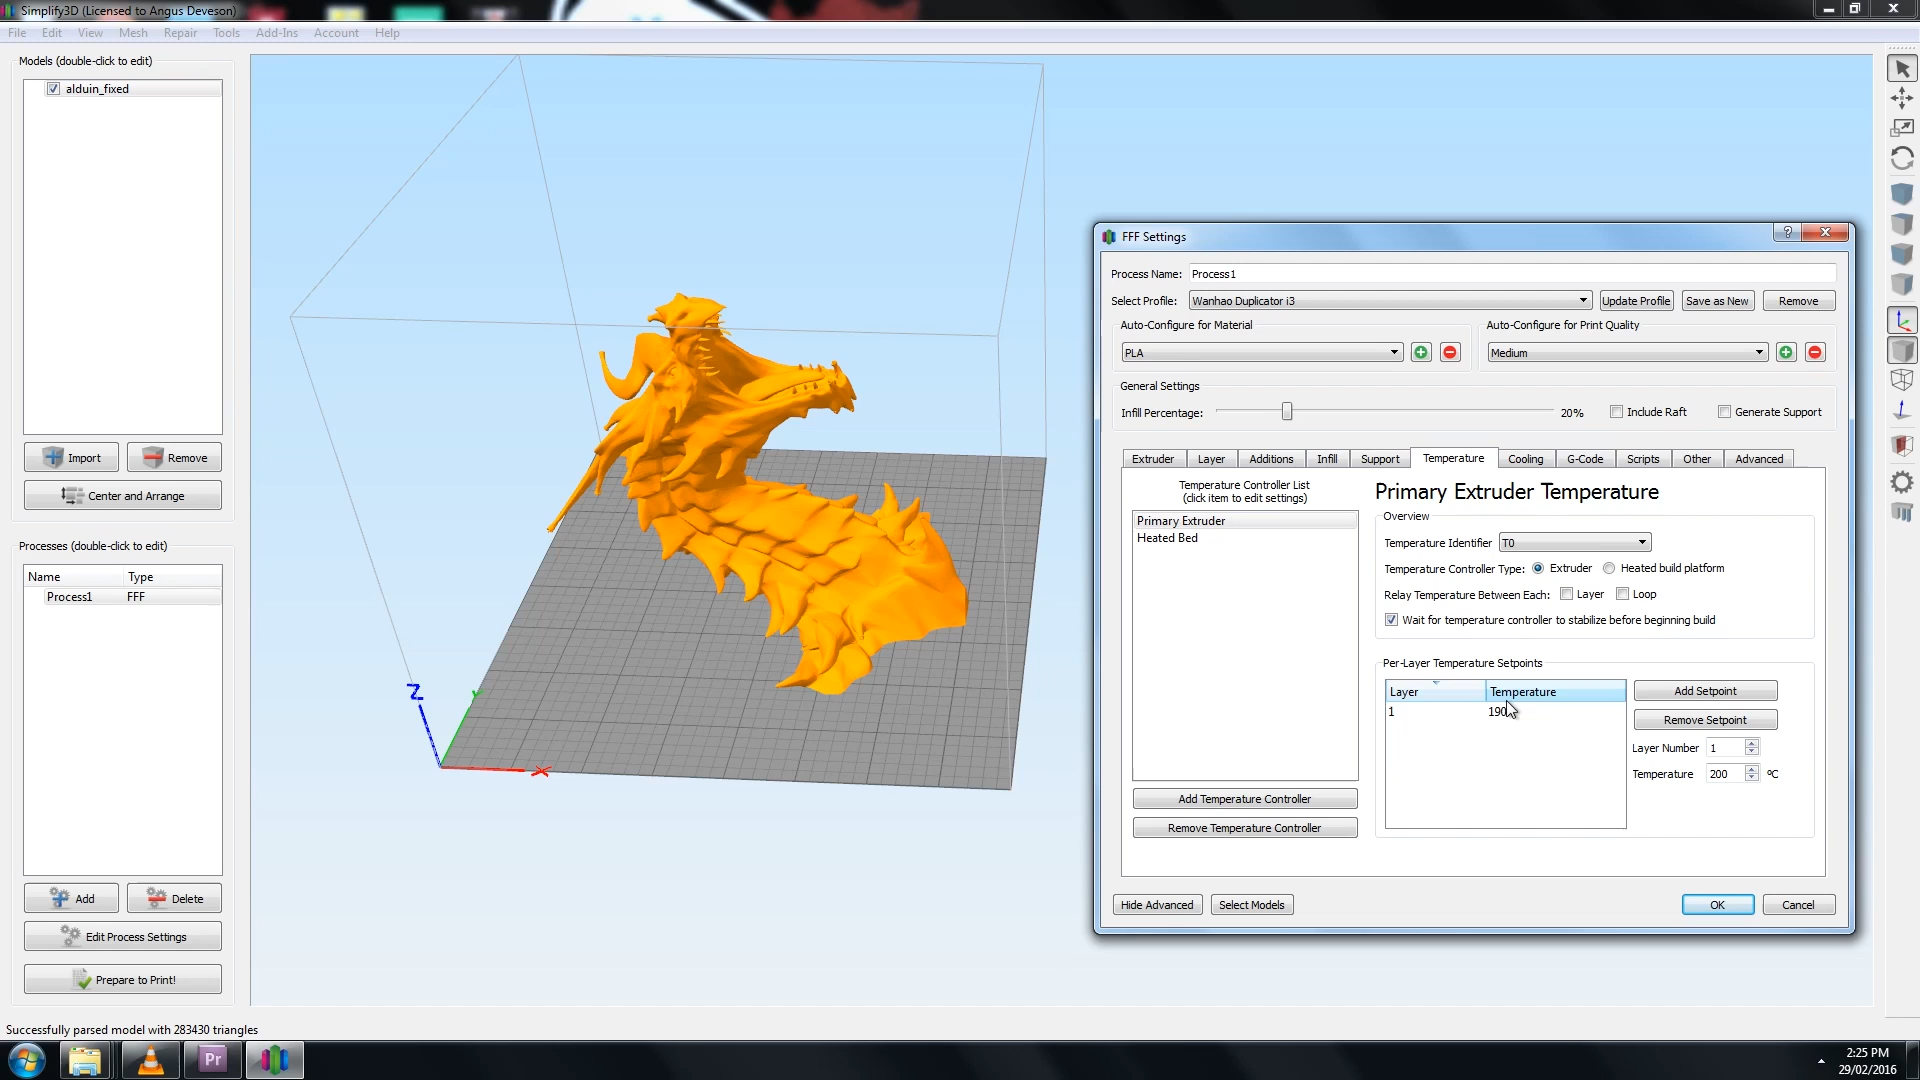 Simplify3D (Licensed to Angus Deveson)
File Edit View Mesh Repair Tools Add-Ins Account Help
Models (double-click to edit)
alduin_fixed
Import Remove
Center and Arrange
Processes (double-click to edit)
Name Type
Process1 FFF
Add Delete
Edit Process Settings
Prepare to Print!
Successfully parsed model with 283430 triangles
Z
Y
X
FFF Settings
Process Name: Process1
Select Profile: Wanhao Duplicator i3 Update Profile Save as New Remove
Auto-Configure for Material Auto-Configure for Print Quality
PLA Medium
General Settings
Infill Percentage: 20% Include Raft Generate Support
Extruder Layer Additions Infill Support Temperature Cooling G-Code Scripts Other Advanced
Temperature Controller List
(click item to edit settings)
Primary Extruder
Heated Bed
Add Temperature Controller
Remove Temperature Controller
Primary Extruder Temperature
Overview
Temperature Identifier T0
Temperature Controller Type: Extruder Heated build platform
Relay Temperature Between Each: Layer Loop
Wait for temperature controller to stabilize before beginning build
Per-Layer Temperature Setpoints
Layer Temperature
1 190
Add Setpoint
Remove Setpoint
Layer Number 1
Temperature 200 ºC
Hide Advanced Select Models OK Cancel
Pr
2:25 PM
29/02/2016